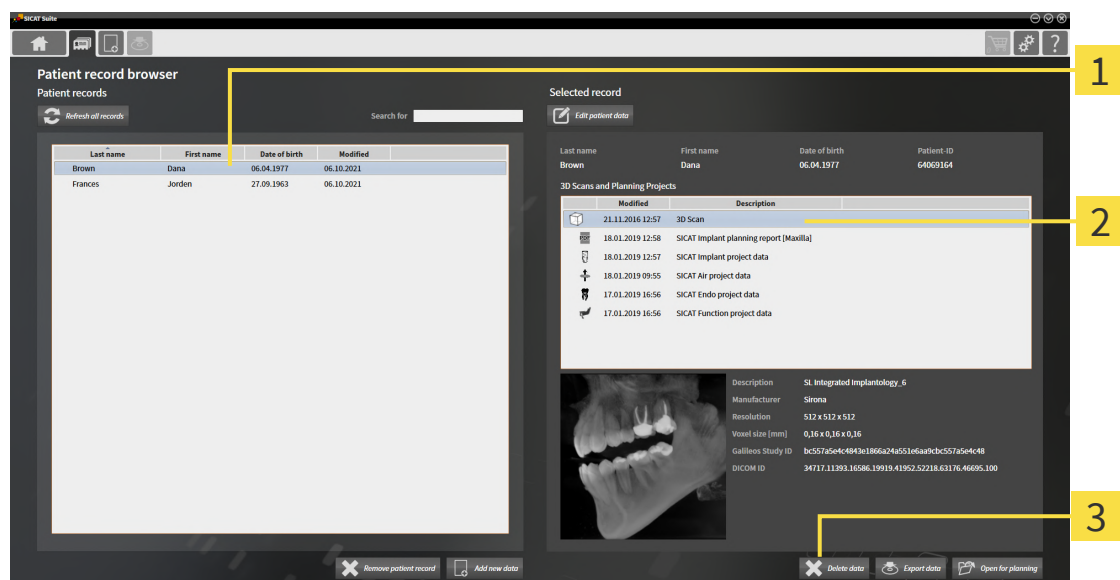 SICAT Suite
1
Patient record browser
Patient records
Selected record
Refresh all records
Search for
Edit patient data
Last name First name Date of birth Modified
Brown Dana 06.04.1977 06.10.2021
Frances Jorden 27.09.1963 06.10.2021
Last name First name Date of birth Patient-ID
Brown Dana 06.04.1977 64069164
3D Scans and Planning Projects
Modified Description
21.11.2016 12:57 3D Scan
2
18.01.2019 12:58 SICAT Implant planning report [Maxilla]
18.01.2019 12:57 SICAT Implant project data
18.01.2019 09:55 SICAT Air project data
17.01.2019 16:56 SICAT Endo project data
17.01.2019 16:56 SICAT Function project data
Description SL Integrated Implantology_6
Manufacturer Sirona
Resolution 512 x 512 x 512
Voxel size [mm] 0,16 x 0,16 x 0,16
Galileos Study ID bc557a5e4c4843e1866a24a551e6aa9cbc557a5e4c48
DICOM ID 34717.11393.16586.19919.41952.52218.63176.46695.100
3
Remove patient record
Add new data
Delete data
Export data
Open for planning